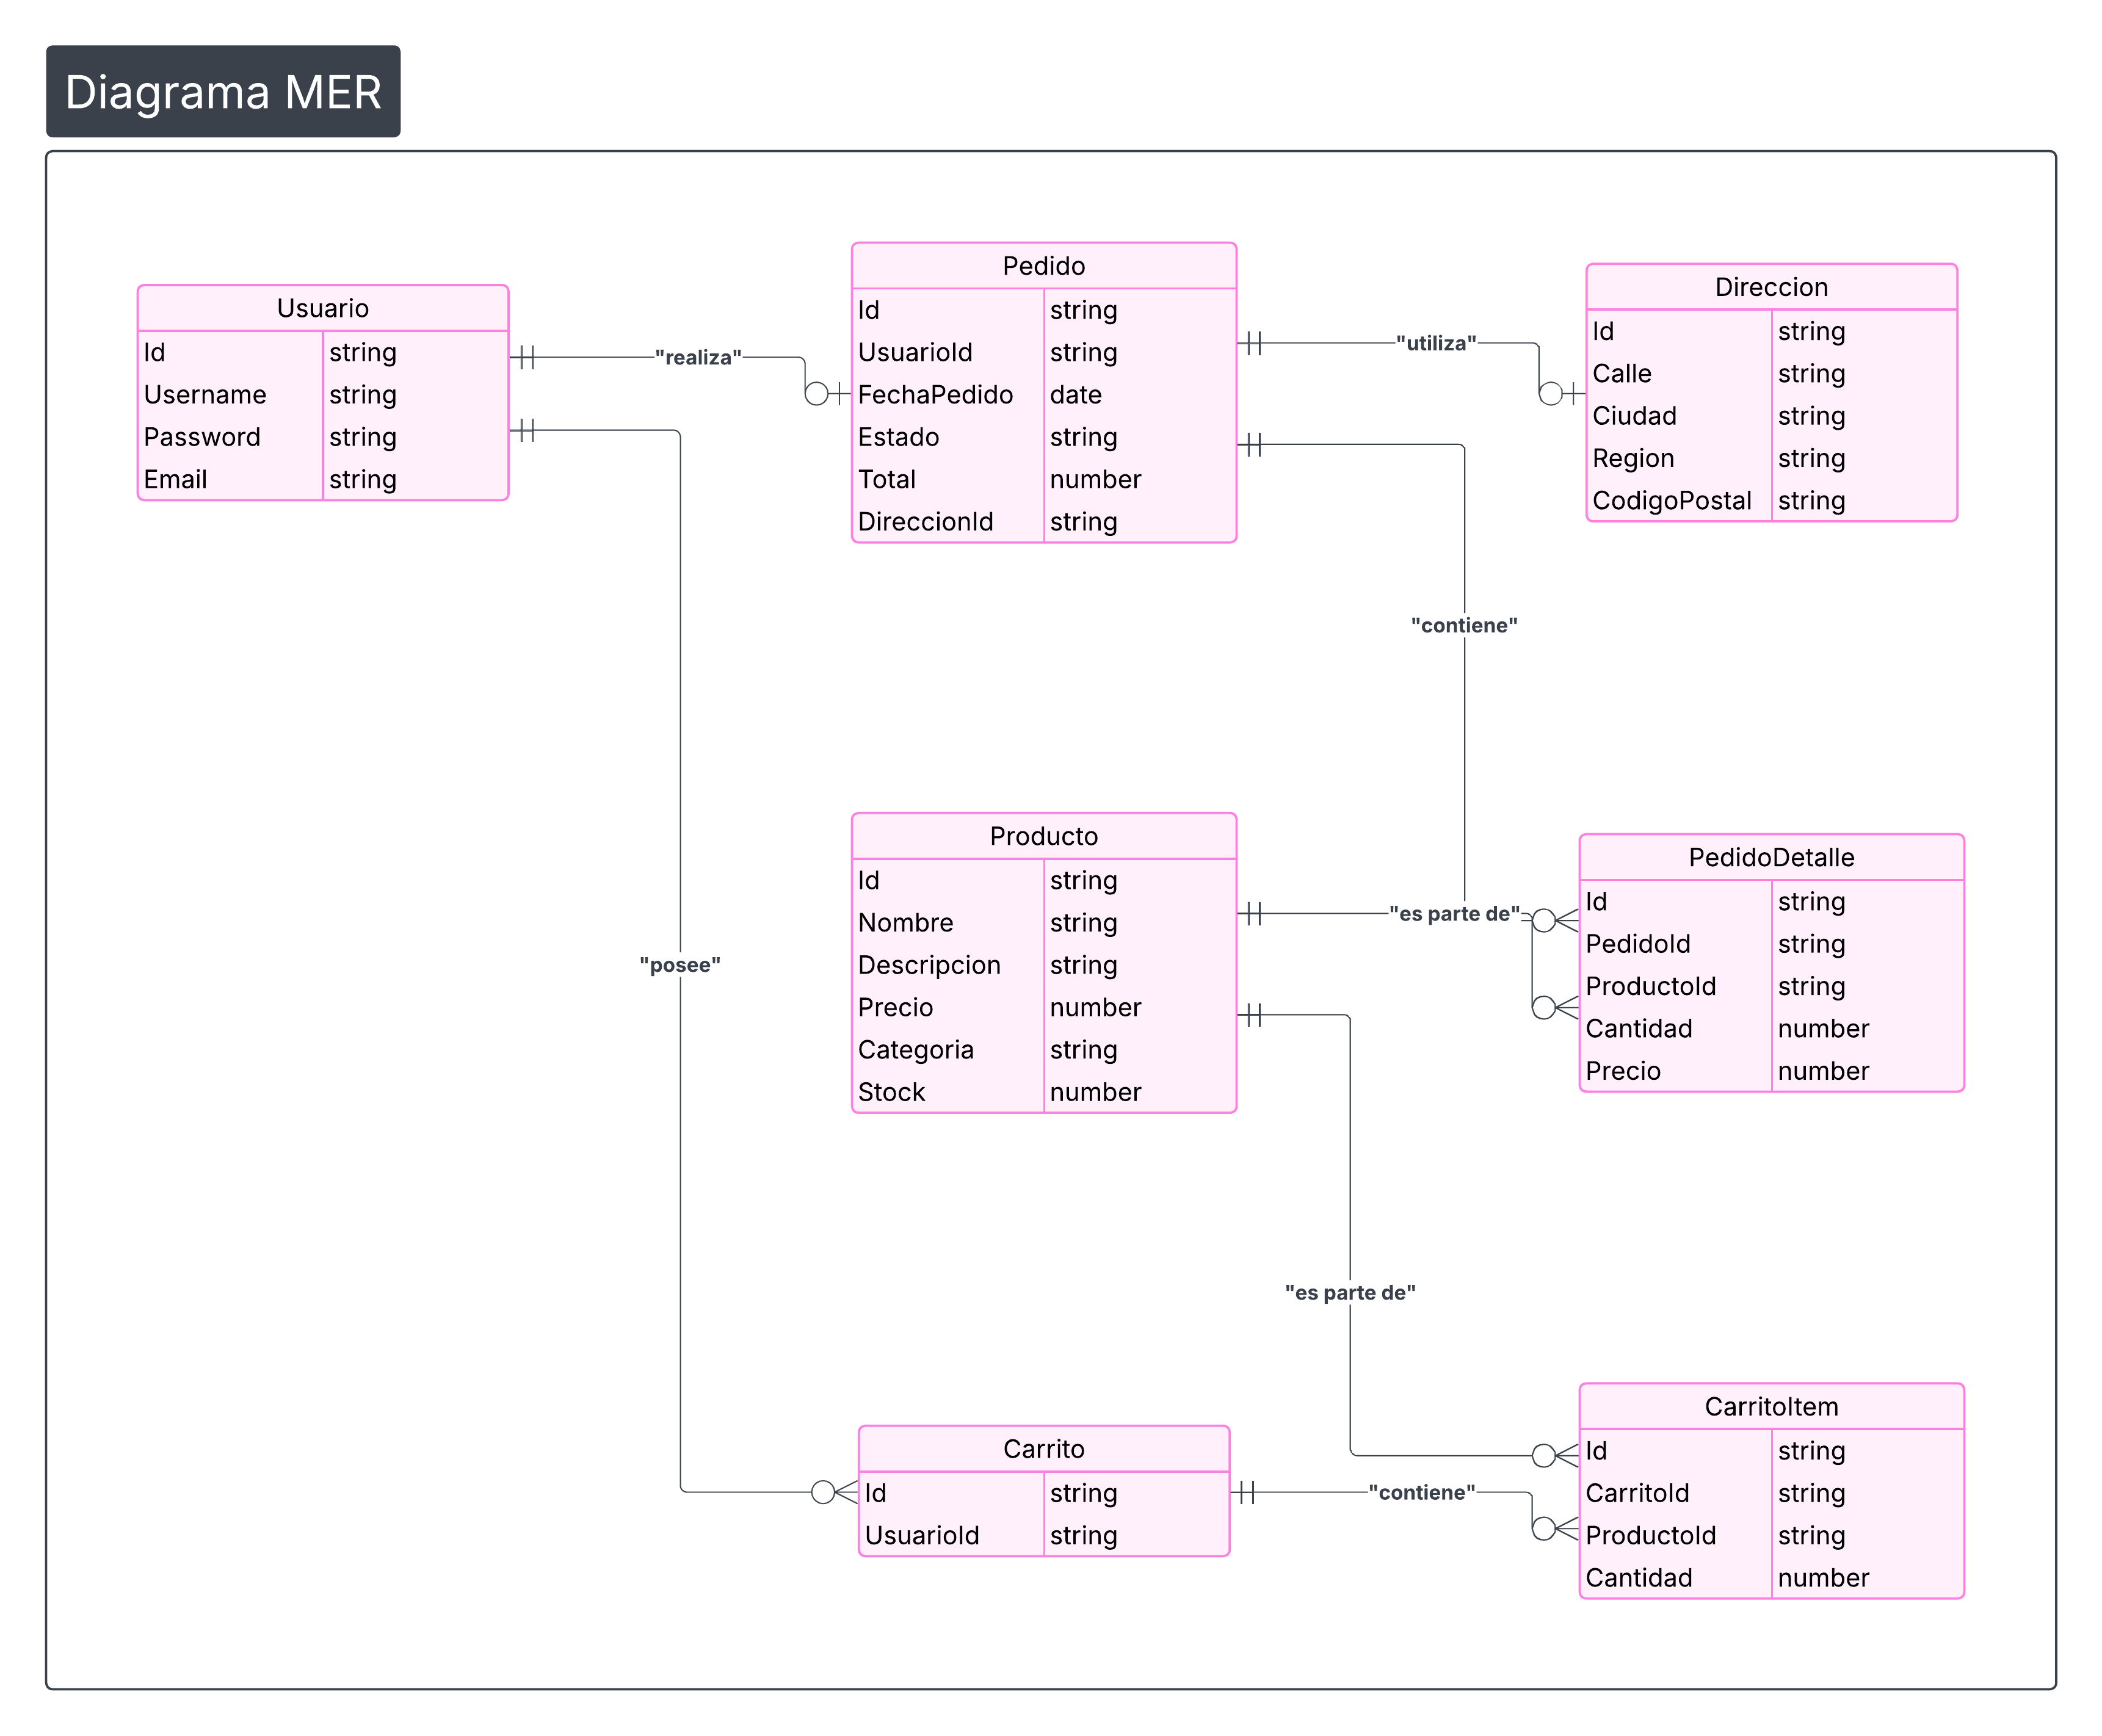 Diagrama MER
Usuario
Id string
Username string
Password string
Email string
"realiza"
Pedido
Id string
UsuarioId string
FechaPedido date
Estado string
Total number
DireccionId string
"utiliza"
Direccion
Id string
Calle string
Ciudad string
Region string
CodigoPostal string
"contiene"
"posee"
Producto
Id string
Nombre string
Descripcion string
Precio number
Categoria string
Stock number
"es parte de"
PedidoDetalle
Id string
PedidoId string
ProductoId string
Cantidad number
Precio number
"es parte de"
Carrito
Id string
UsuarioId string
"contiene"
CarritoItem
Id string
CarritoId string
ProductoId string
Cantidad number